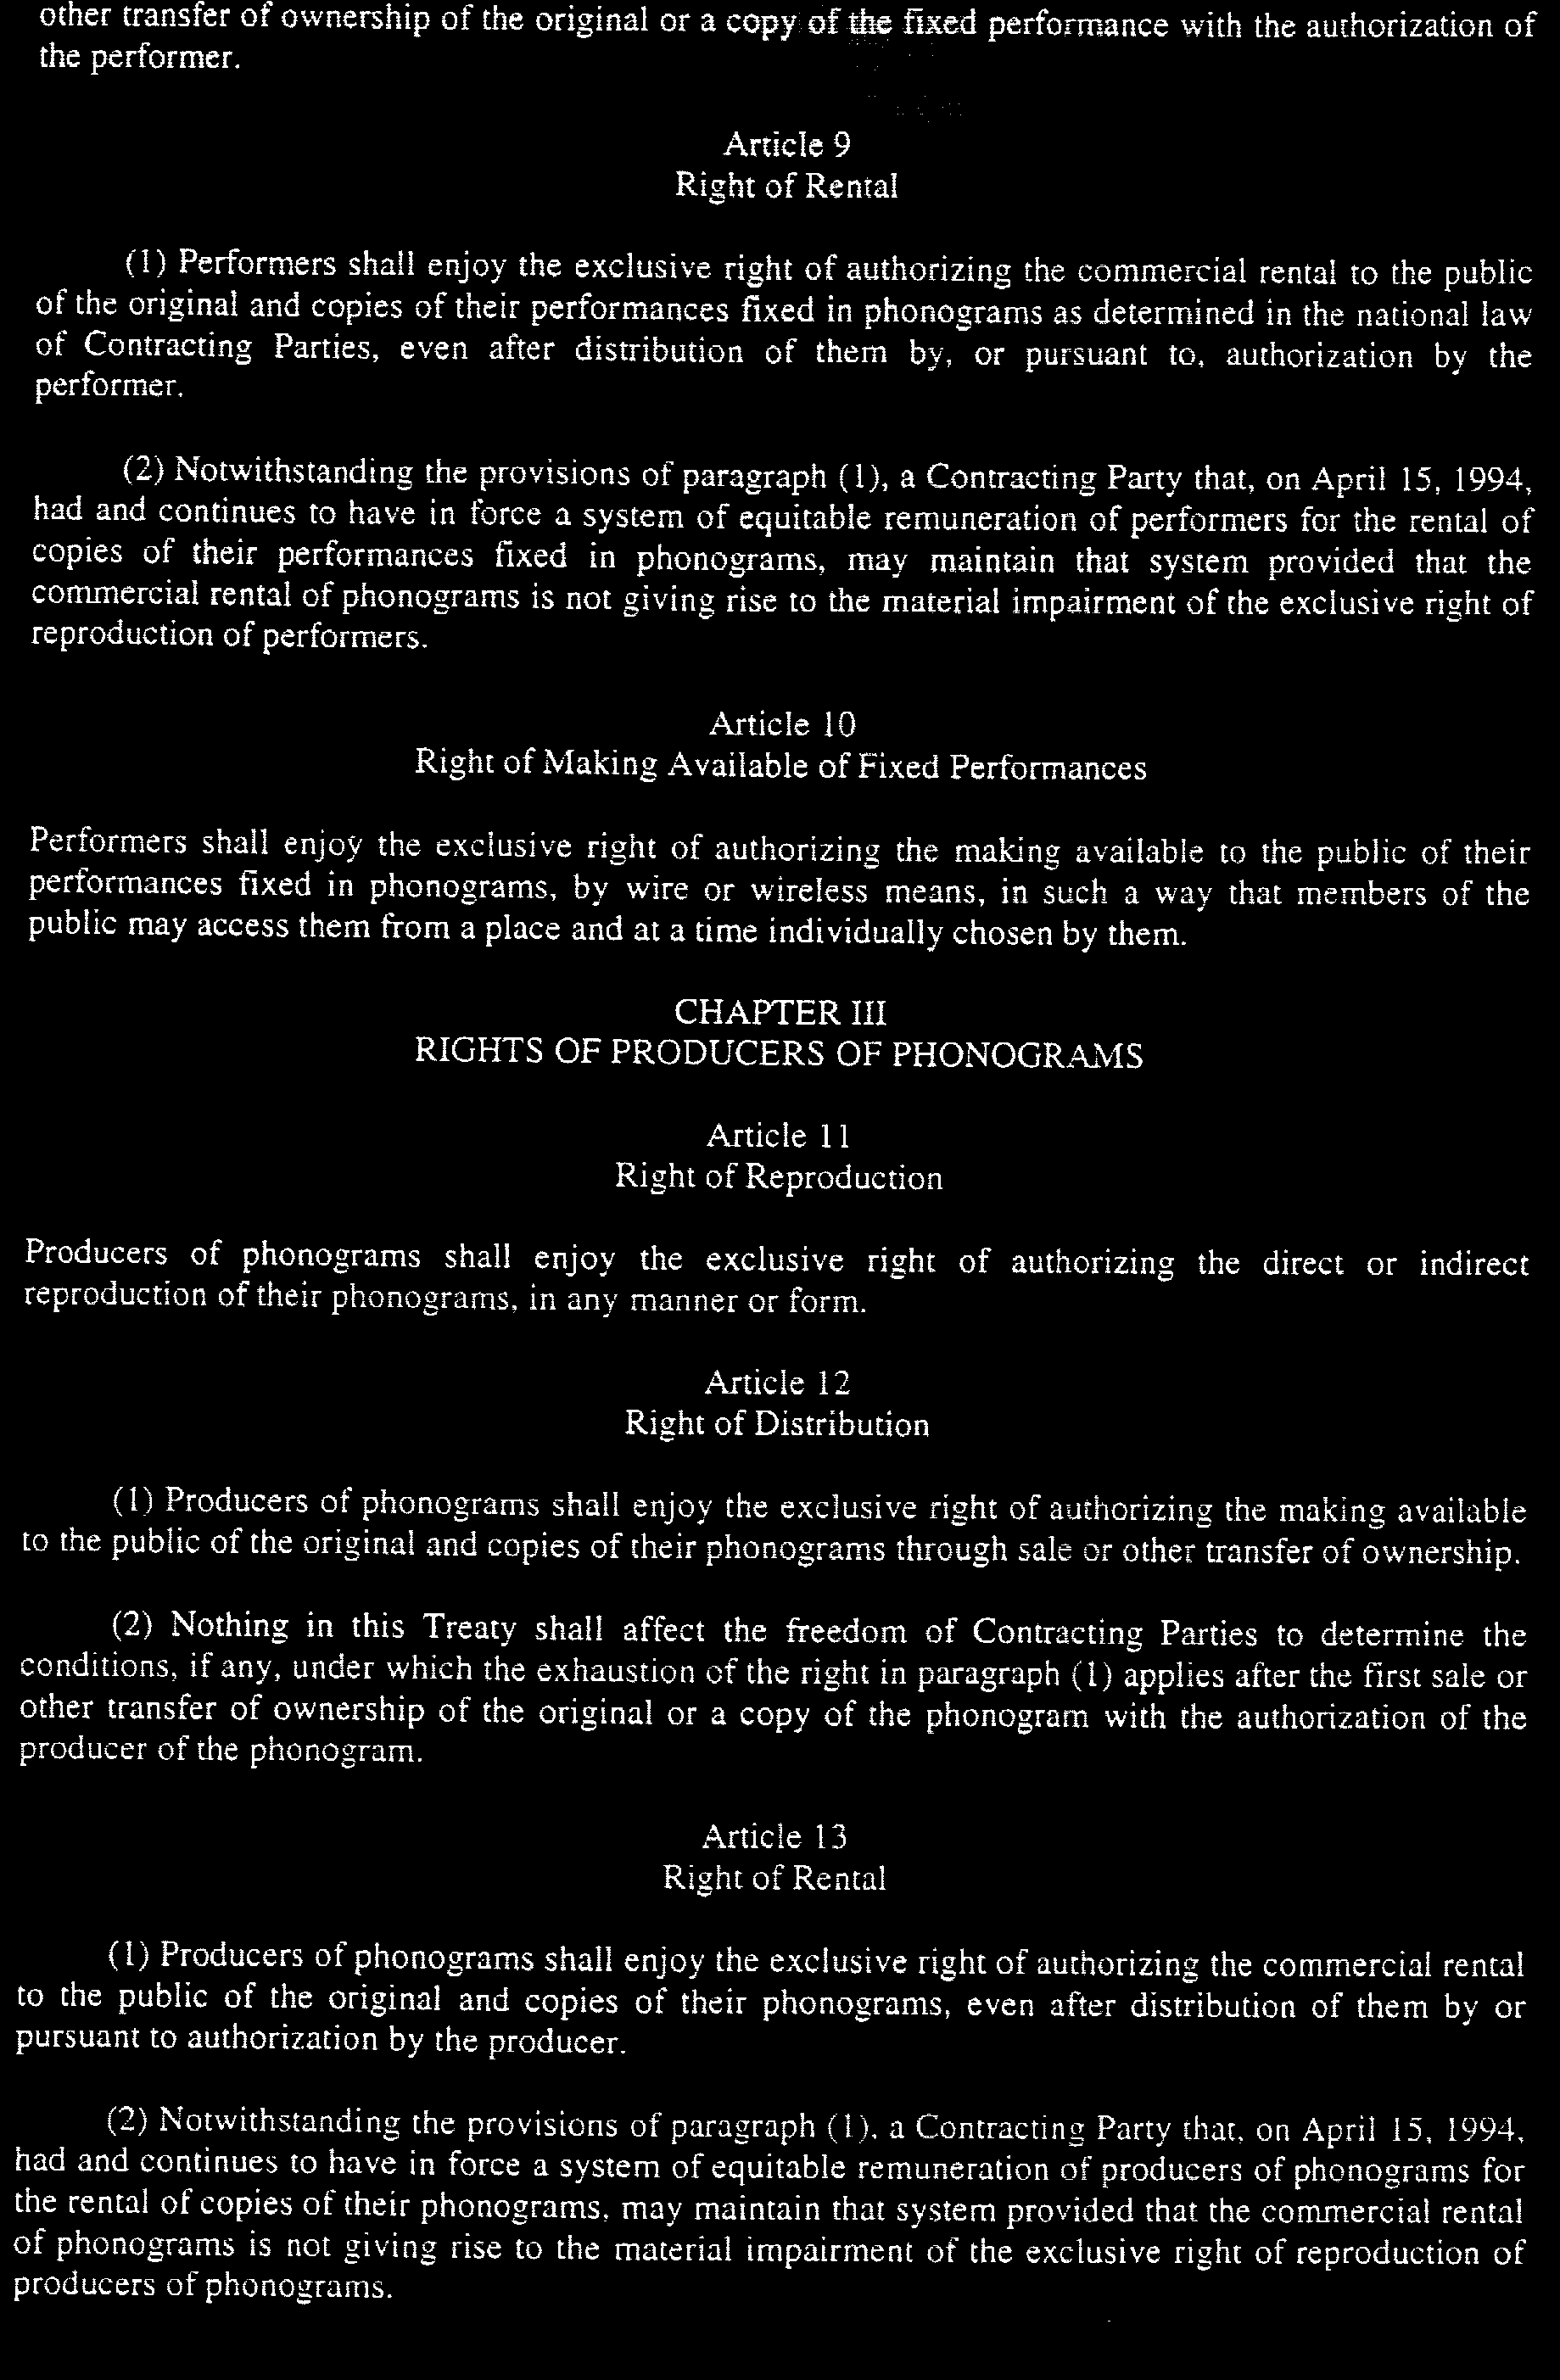 other transfer of ownership of the original or a copy of the fixed performance with the authorization of
the performer.
Article 9
Right of Rental
(1) Performers shall enjoy the exclusive right of authorizing the commercial rental to the public
of the original and copies of their performances fixed in phonograms as determined in the national law
of Contracting Parties, even after distribution of them by, or pursuant to, authorization by the
performer.
(2) Notwithstanding the provisions of paragraph (1), a Contracting Party that, on April 15, 1994,
had and continues to have in force a system of equitable remuneration of performers for the rental of
copies of their performances fixed in phonograms, may maintain that system provided that the
commercial rental of phonograms is not giving rise to the material impairment of the exclusive right of
reproduction of performers.
Article 10
Right of Making Available of Fixed Performances
Performers shall enjoy the exclusive right of authorizing the making available to the public of their
performances fixed in phonograms, by wire or wireless means, in such a way that members of the
public may access them from a place and at a time individually chosen by them.
CHAPTER III
RIGHTS OF PRODUCERS OF PHONOGRAMS
Article 11
Right of Reproduction
Producers of phonograms shall enjoy the exclusive right of authorizing the direct or indirect
reproduction of their phonograms, in any manner or form.
Article 12
Right of Distribution
(1) Producers of phonograms shall enjoy the exclusive right of authorizing the making available
to the public of the original and copies of their phonograms through sale or other transfer of ownership.
(2) Nothing in this Treaty shall affect the freedom of Contracting Parties to determine the
conditions, if any, under which the exhaustion of the right in paragraph (1) applies after the first sale or
other transfer of ownership of the original or a copy of the phonogram with the authorization of the
producer of the phonogram.
Article 13
Right of Rental
(1) Producers of phonograms shall enjoy the exclusive right of authorizing the commercial rental
to the public of the original and copies of their phonograms, even after distribution of them by or
pursuant to authorization by the producer.
(2) Notwithstanding the provisions of paragraph (1), a Contracting Party that, on April 15, 1994,
had and continues to have in force a system of equitable remuneration of producers of phonograms for
the rental of copies of their phonograms, may maintain that system provided that the commercial rental
of phonograms is not giving rise to the material impairment of the exclusive right of reproduction of
producers of phonograms.